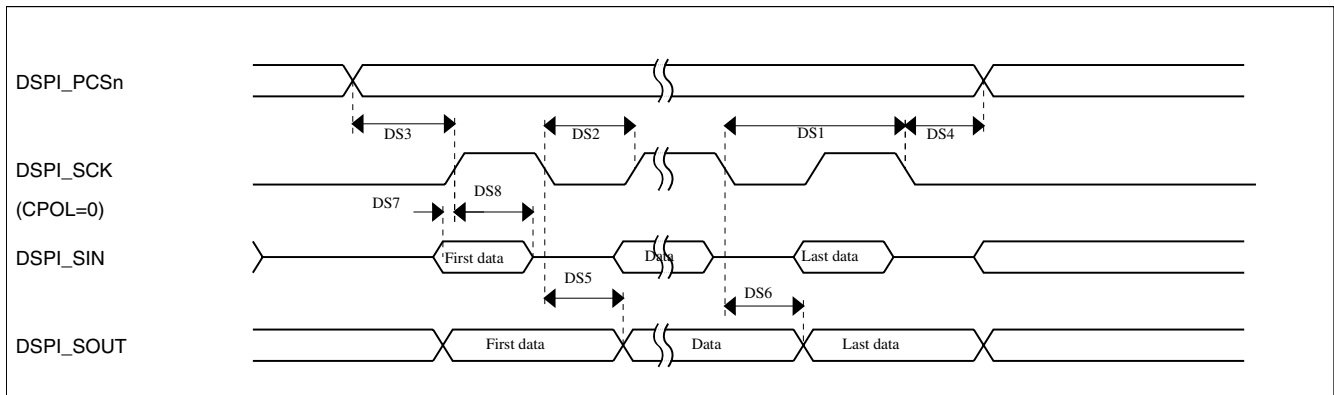 DSPI_PCSn
DS3
DS2
DS1
DS4
DSPI_SCK
(CPOL=0)
DS7
DS8
DSPI_SIN
First data
Data
Last data
DS5
DS6
DSPI_SOUT
First data
Data
Last data